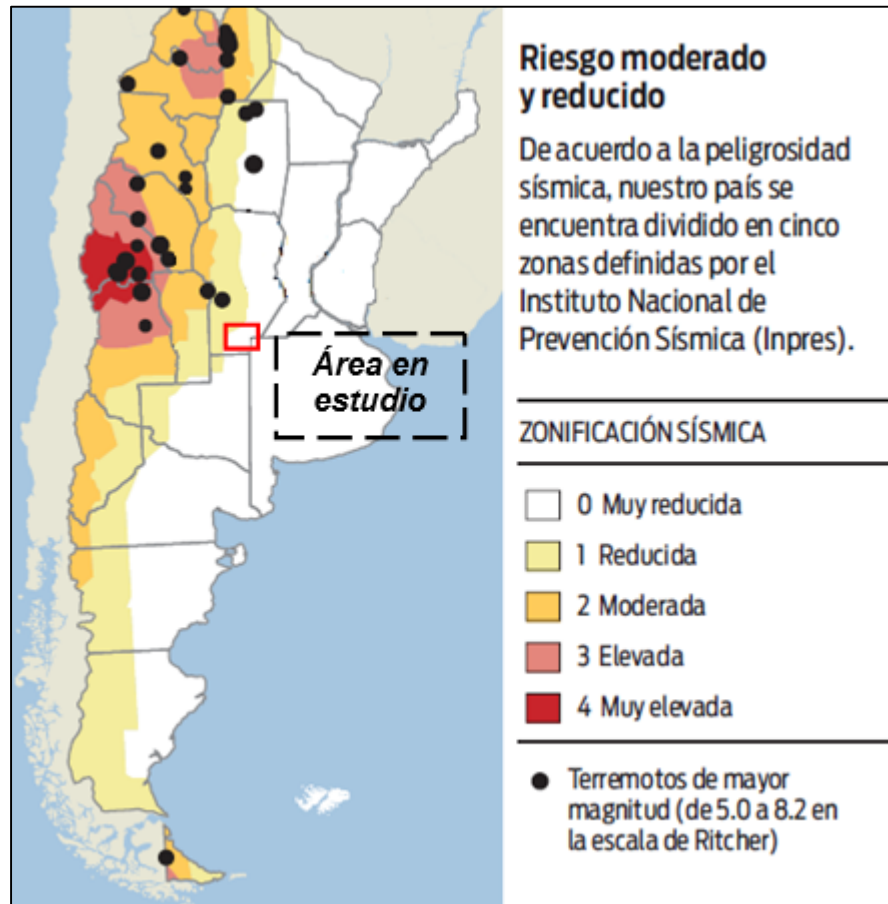 Riesgo moderado
y reducido
De acuerdo a la peligrosidad
sísmica, nuestro país se
encuentra dividido en cinco
zonas definidas por el
Instituto Nacional de
Prevención Sísmica (Inpres).
Área en
estudio
ZONIFICACIÓN SÍSMICA
0 Muy reducida
1 Reducida
2 Moderada
3 Elevada
4 Muy elevada
Terremotos de mayor
magnitud (de 5.0 a 8.2 en
la escala de Ritcher)